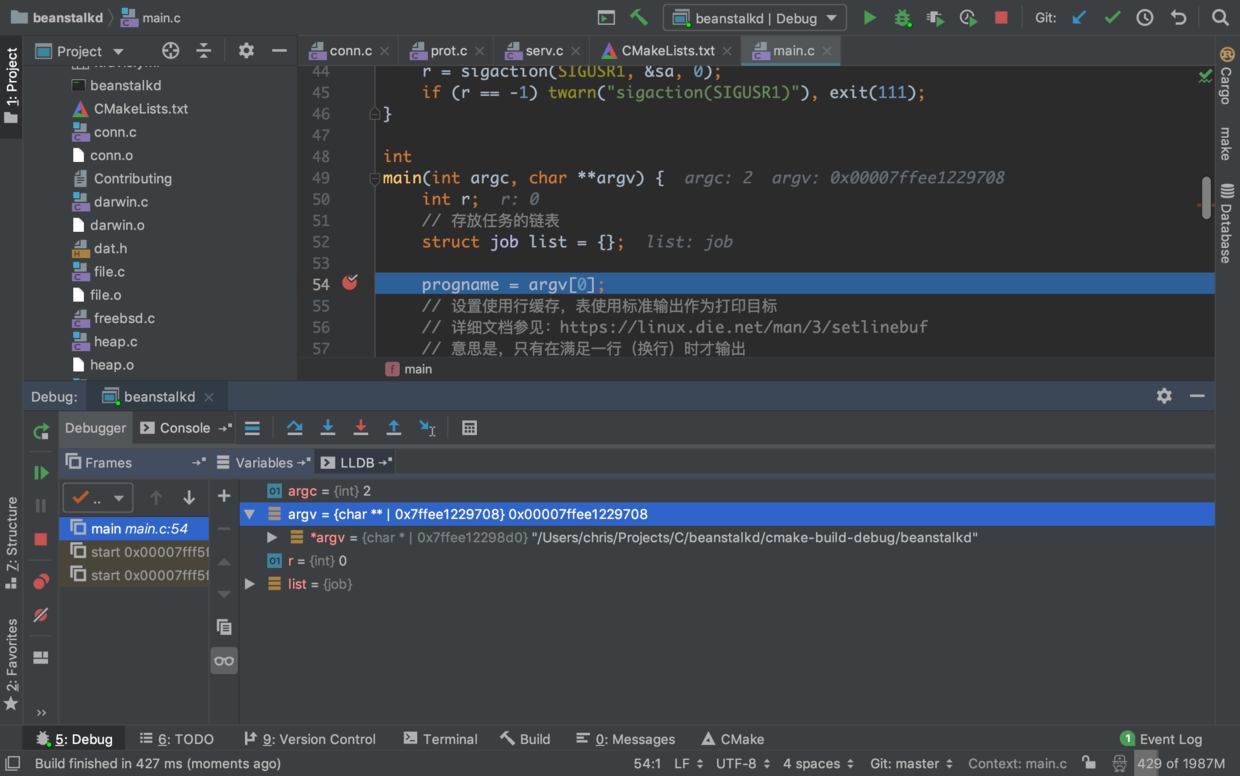 beanstalkd
main.c
beanstalkd | Debug
Git:
1: Project
Project
conn.c
prot.c
serv.c
CMakeLists.txt
main.c
beanstalkd
CMakeLists.txt
conn.c
conn.o
Contributing
darwin.c
darwin.o
dat.h
file.c
file.o
freebsd.c
heap.c
heap.o
44 r = sigaction(SIGUSR1, &sa, 0);
45 if (r == -1) twarn("sigaction(SIGUSR1)"), exit(111);
46 }
47
48 int
49 main(int argc, char **argv) { argc: 2 argv: 0x00007ffee1229708
50 int r; r: 0
51 // 存放任务的链表
52 struct job list = {}; list: job
53
54 progname = argv[0];
55 // 设置使用行缓存，表使用标准输出作为打印目标
56 // 详细文档参见：https://linux.die.net/man/3/setlinebuf
57 // 意思是，只有在满足一行（换行）时才输出
f main
Cargo
make
Database
Debug:
beanstalkd
Debugger
Console
Frames
Variables
LLDB
..
main main.c:54
start 0x00007fff5f
start 0x00007fff5f
argc = {int} 2
argv = {char ** | 0x7ffee1229708} 0x00007ffee1229708
*argv = {char * | 0x7ffee12298d0} "/Users/chris/Projects/C/beanstalkd/cmake-build-debug/beanstalkd"
r = {int} 0
list = {job}
7: Structure
2: Favorites
5: Debug
6: TODO
9: Version Control
Terminal
Build
0: Messages
CMake
1 Event Log
Build finished in 427 ms (moments ago)
54:1
LF
UTF-8
4 spaces
Git: master
Context: main.c
429 of 1987M